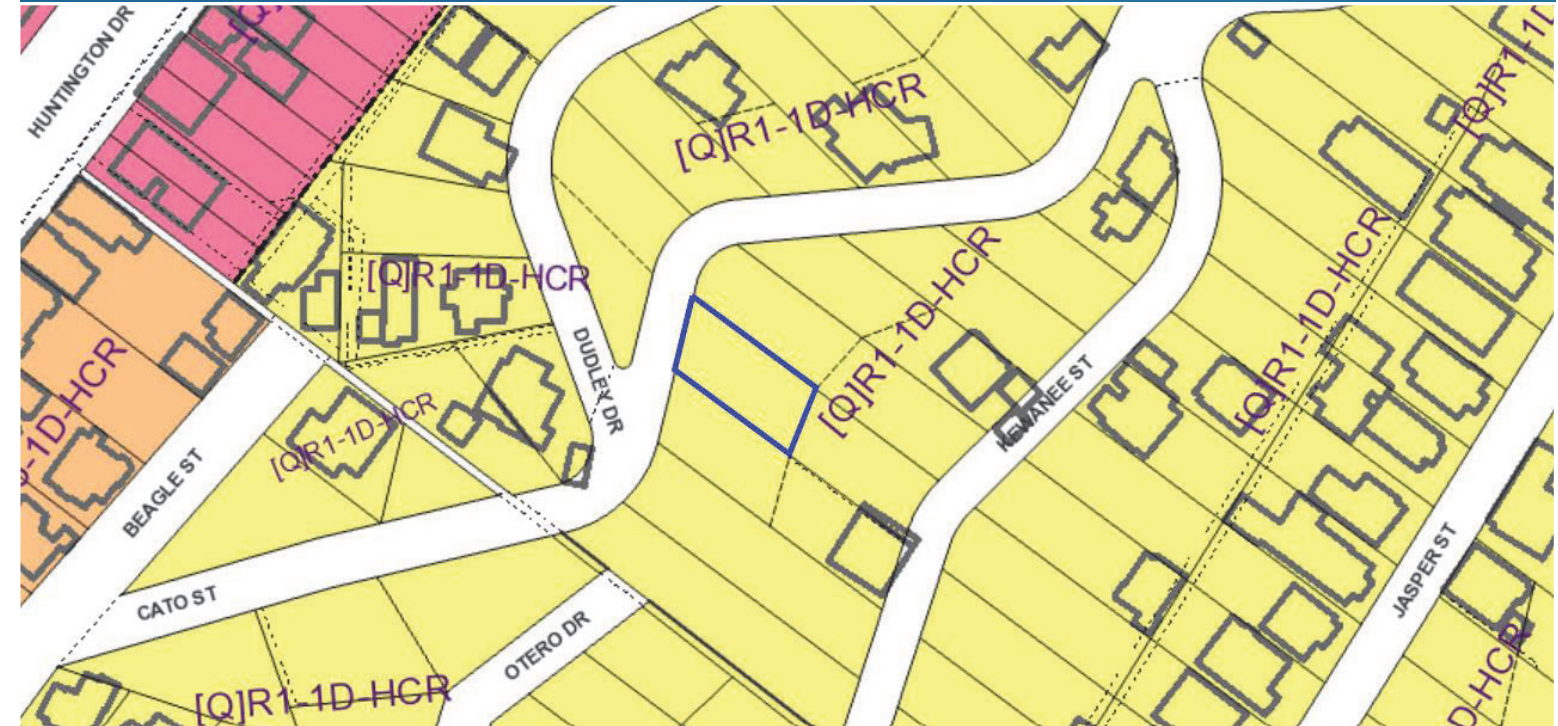 HUNTINGTON DR
[Q]
[Q]R1-1D-HCR
[Q]R1-1D
[Q]R1-1D-HCR
[Q]R1-1D-HCR
[Q]R1-1D-HCR
DUDLEY DR
[Q]R1-1D-HCR
KEWANEE ST
-1D-HCR
[Q]R1-1D-HCR
BEAGLE ST
JASPER ST
CATO ST
OTERO DR
D-HCR
[Q]R1-1D-HCR